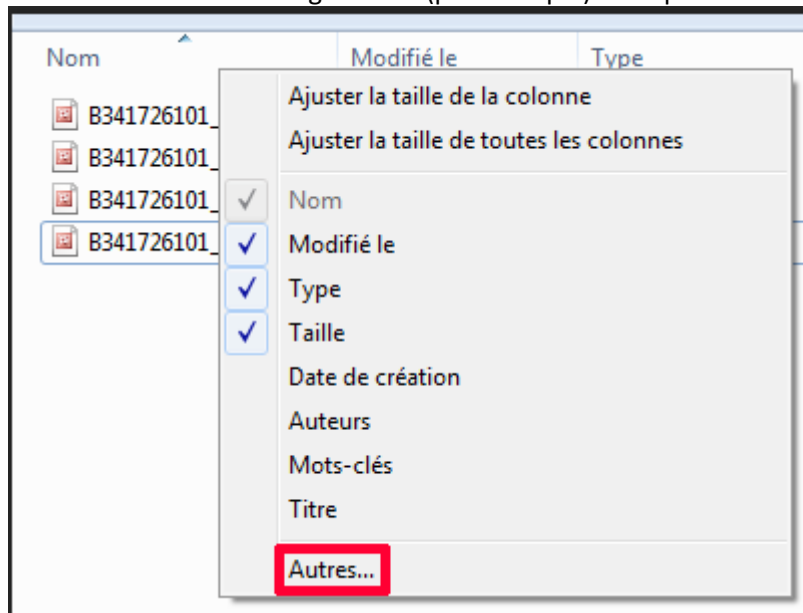 Nom Modifié le Type
B341726101_
B341726101_
B341726101_
B341726101_
Ajuster la taille de la colonne
Ajuster la taille de toutes les colonnes
Nom
Modifié le
Type
Taille
Date de création
Auteurs
Mots-clés
Titre
Autres...